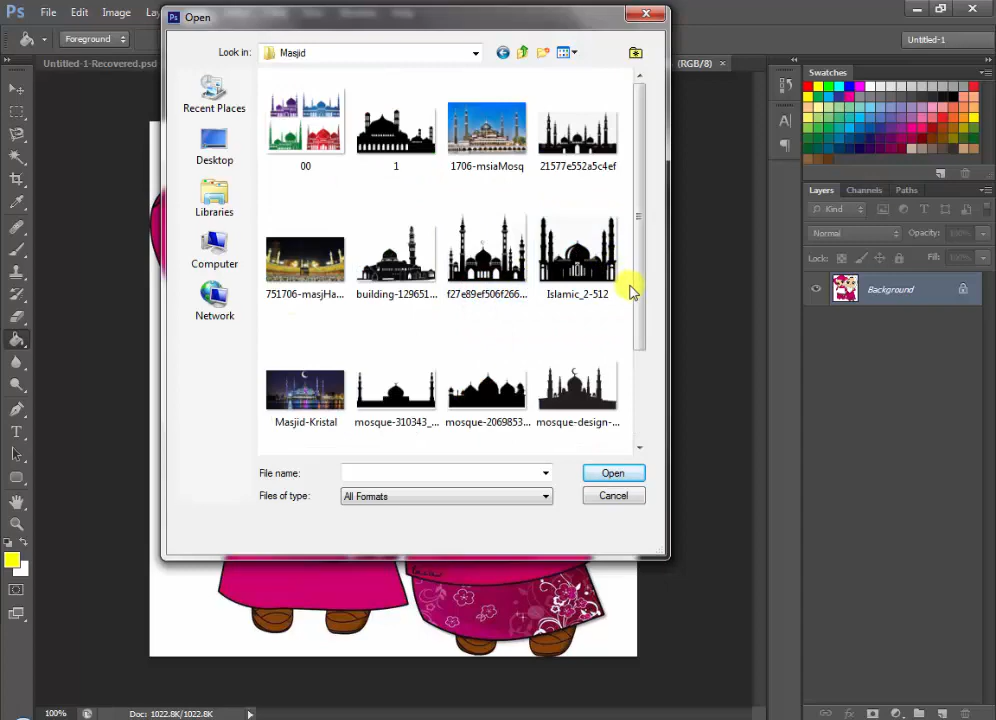 Ps File Edit Image
Open
Foreground
Untitled-1
Look in: Masjid
Untitled-1-Recovered.psd
(RGB/8) ×
Swatches
Recent Places
Desktop
Libraries
Computer
Network
00 1 1706-msiaMosq 21577e552a5c4ef
751706-masjHa... building-129651... f27e89ef506f266... Islamic_2-512
Masjid-Kristal mosque-310343_... mosque-2069853... mosque-design-...
File name:
Open
Files of type: All Formats
Cancel
Layers Channels Paths
Kind
Normal Opacity: 100%
Lock: Fill: 100%
Background
100% Doc: 1022.8K/1022.8K